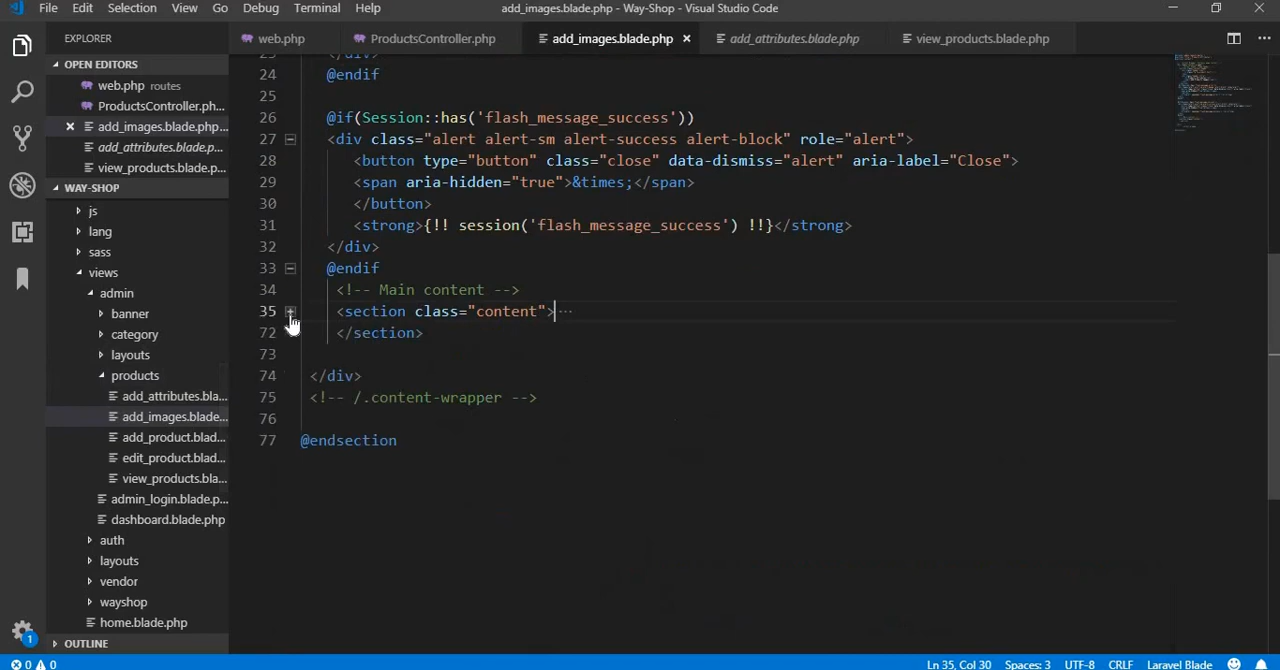 File Edit Selection View Go Debug Terminal Help add_images.blade.php - Way-Shop - Visual Studio Code
EXPLORER
web.php ProductsController.php add_images.blade.php × add_attributes.blade.php view_products.blade.php
OPEN EDITORS
web.php routes
ProductsController.ph...
× add_images.blade.php...
add_attributes.blade.p...
view_products.blade.p...
WAY-SHOP
js
lang
sass
views
admin
banner
category
layouts
products
add_attributes.bla...
add_images.blade...
add_product.blad...
edit_product.blad...
view_products.bla...
admin_login.blade.p...
dashboard.blade.php
auth
layouts
vendor
wayshop
home.blade.php
OUTLINE
24 @endif
25
26 @if(Session::has('flash_message_success'))
27 <div class="alert alert-sm alert-success alert-block" role="alert">
28 <button type="button" class="close" data-dismiss="alert" aria-label="Close">
29 <span aria-hidden="true">&times;</span>
30 </button>
31 <strong>{!! session('flash_message_success') !!}</strong>
32 </div>
33 @endif
34 <!-- Main content -->
35 <section class="content">...
72 </section>
73
74 </div>
75 <!-- /.content-wrapper -->
76
77 @endsection
1
0 0 Ln 35, Col 30 Spaces: 3 UTF-8 CRLF Laravel Blade